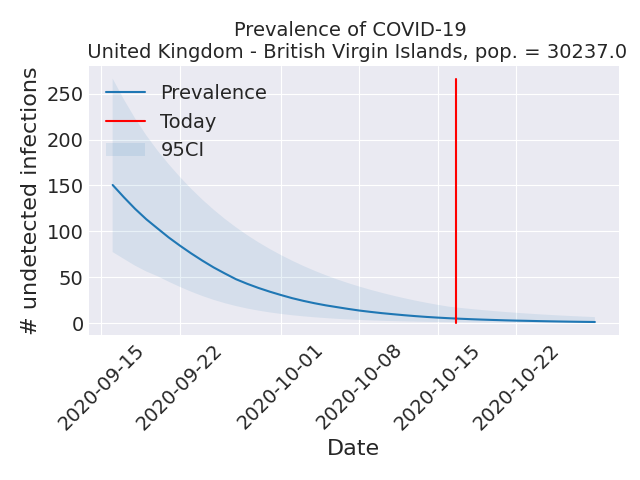 Prevalence of COVID-19
United Kingdom - British Virgin Islands, pop. = 30237.0
# undetected infections
250
200
150
100
50
0
Prevalence
Today
95CI
2020-09-15
2020-09-22
2020-10-01
2020-10-08
2020-10-15
2020-10-22
Date